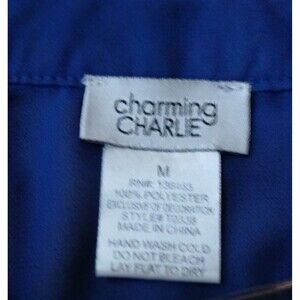 charming
CHARLIE
M
RN#:
100% POLYESTER
EXCLUSIVE OF DECORATION
STYLE#
MADE IN CHINA
HAND WASH COLD
DO NOT BLEACH
LAY FLAT TO DRY